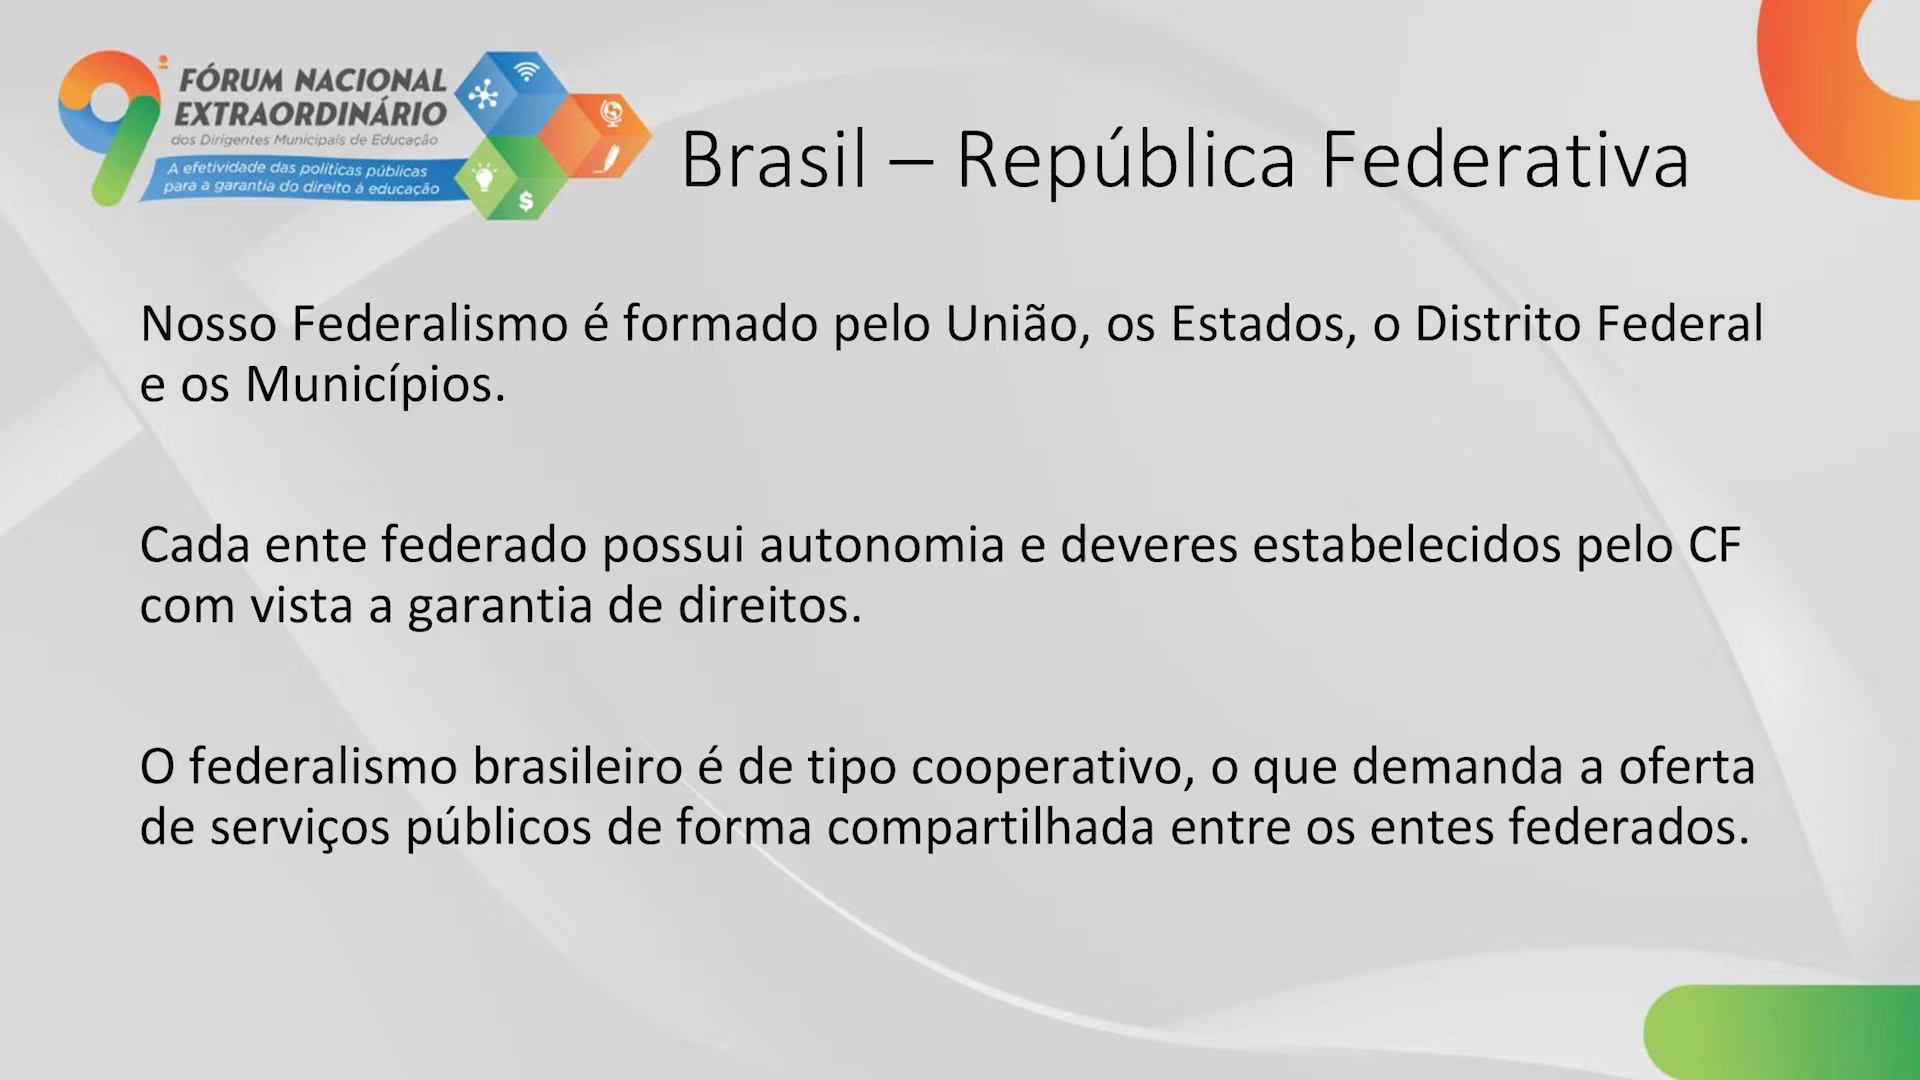 9º
FÓRUM NACIONAL
EXTRAORDINÁRIO
dos Dirigentes Municipais de Educação
A efetividade das políticas públicas
para a garantia do direito à educação
$
Brasil – República Federativa
Nosso Federalismo é formado pelo União, os Estados, o Distrito Federal
e os Municípios.
Cada ente federado possui autonomia e deveres estabelecidos pelo CF
com vista a garantia de direitos.
O federalismo brasileiro é de tipo cooperativo, o que demanda a oferta
de serviços públicos de forma compartilhada entre os entes federados.